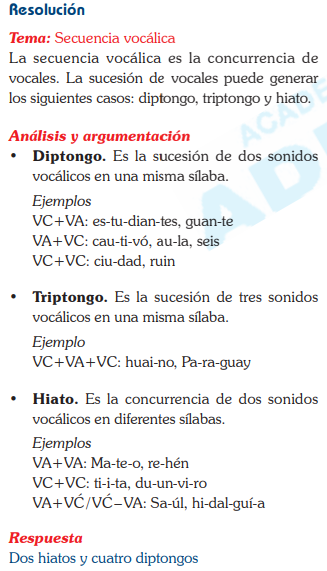 Resolución
Tema: Secuencia vocálica
La secuencia vocálica es la concurrencia de
vocales. La sucesión de vocales puede generar
los siguientes casos: diptongo, triptongo y hiato.
Análisis y argumentación
• Diptongo. Es la sucesión de dos sonidos
vocálicos en una misma sílaba.
Ejemplos
VC+VA: es-tu-dian-tes, guan-te
VA+VC: cau-ti-vó, au-la, seis
VC+VC: ciu-dad, ruin
• Triptongo. Es la sucesión de tres sonidos
vocálicos en una misma sílaba.
Ejemplo
VC+VA+VC: huai-no, Pa-ra-guay
• Hiato. Es la concurrencia de dos sonidos
vocálicos en diferentes sílabas.
Ejemplos
VA+VA: Ma-te-o, re-hén
VC+VC: ti-i-ta, du-un-vi-ro
VA+V́C/V́C–VA: Sa-úl, hi-dal-guí-a
Respuesta
Dos hiatos y cuatro diptongos